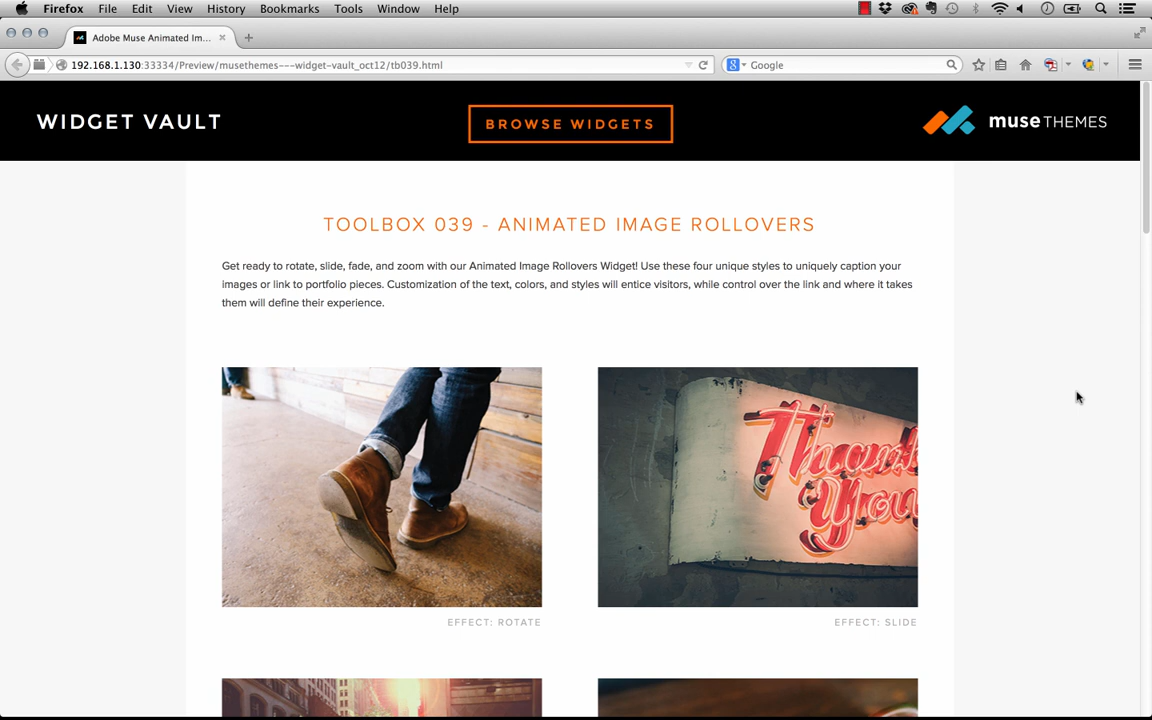 Firefox File Edit View History Bookmarks Tools Window Help
Adobe Muse Animated Im...
192.168.1.130:33334/Preview/musethemes---widget-vault_oct12/tb039.html
Google
WIDGET VAULT
BROWSE WIDGETS
museTHEMES
TOOLBOX 039 - ANIMATED IMAGE ROLLOVERS
Get ready to rotate, slide, fade, and zoom with our Animated Image Rollovers Widget! Use these four unique styles to uniquely caption your
images or link to portfolio pieces. Customization of the text, colors, and styles will entice visitors, while control over the link and where it takes
them will define their experience.
Thank
You
EFFECT: ROTATE
EFFECT: SLIDE